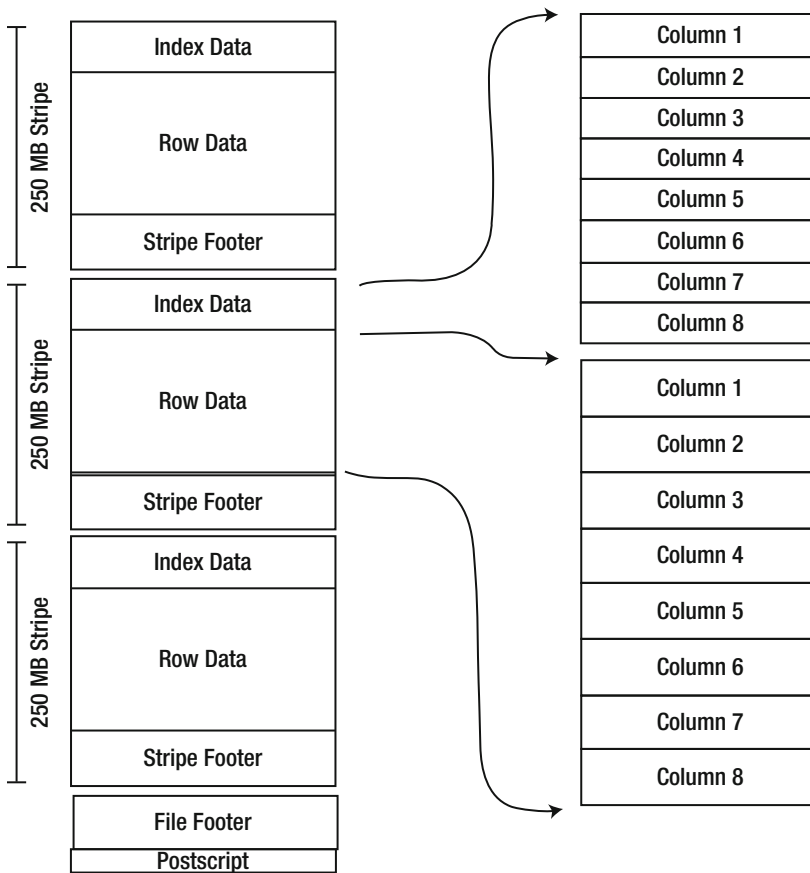 250 MB Stripe
Index Data
Row Data
Stripe Footer
250 MB Stripe
Index Data
Row Data
Stripe Footer
250 MB Stripe
Index Data
Row Data
Stripe Footer
File Footer
Postscript
Column 1
Column 2
Column 3
Column 4
Column 5
Column 6
Column 7
Column 8
Column 1
Column 2
Column 3
Column 4
Column 5
Column 6
Column 7
Column 8